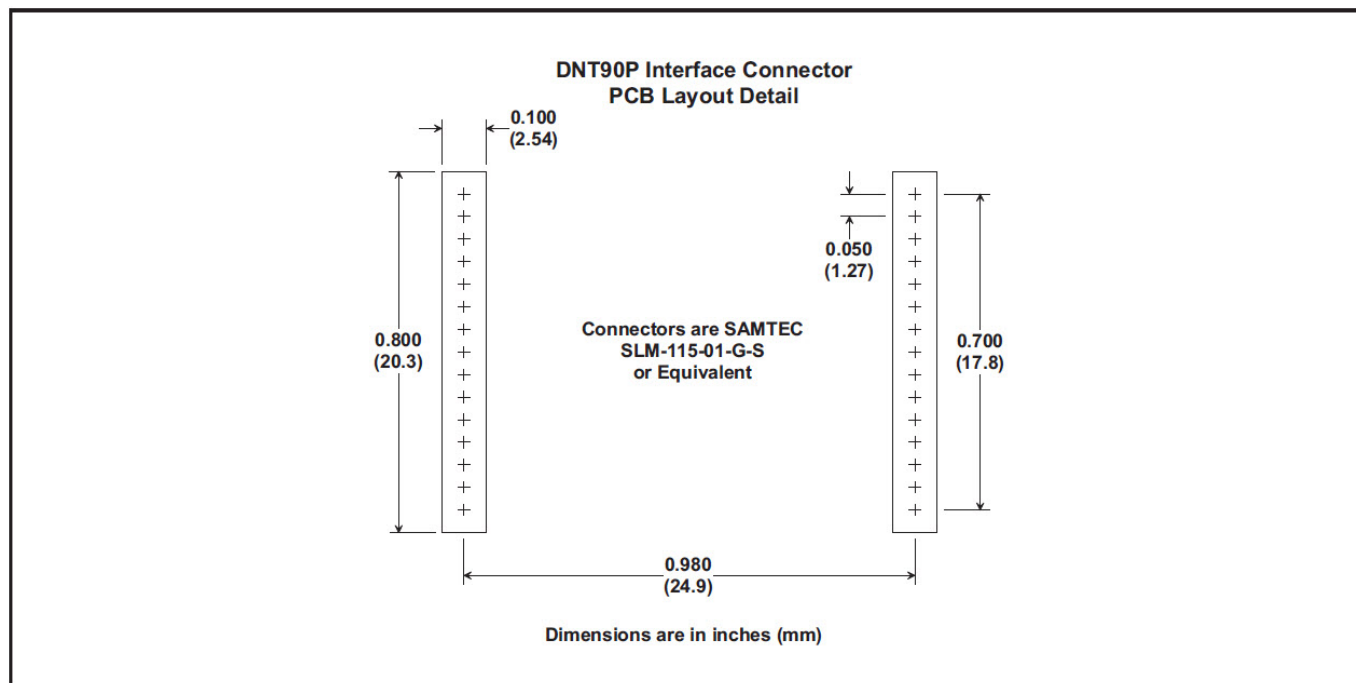 DNT90P Interface Connector
PCB Layout Detail
0.100
(2.54)
0.050
(1.27)
0.800
(20.3)
Connectors are SAMTEC
SLM-115-01-G-S
or Equivalent
0.700
(17.8)
0.980
(24.9)
Dimensions are in inches (mm)